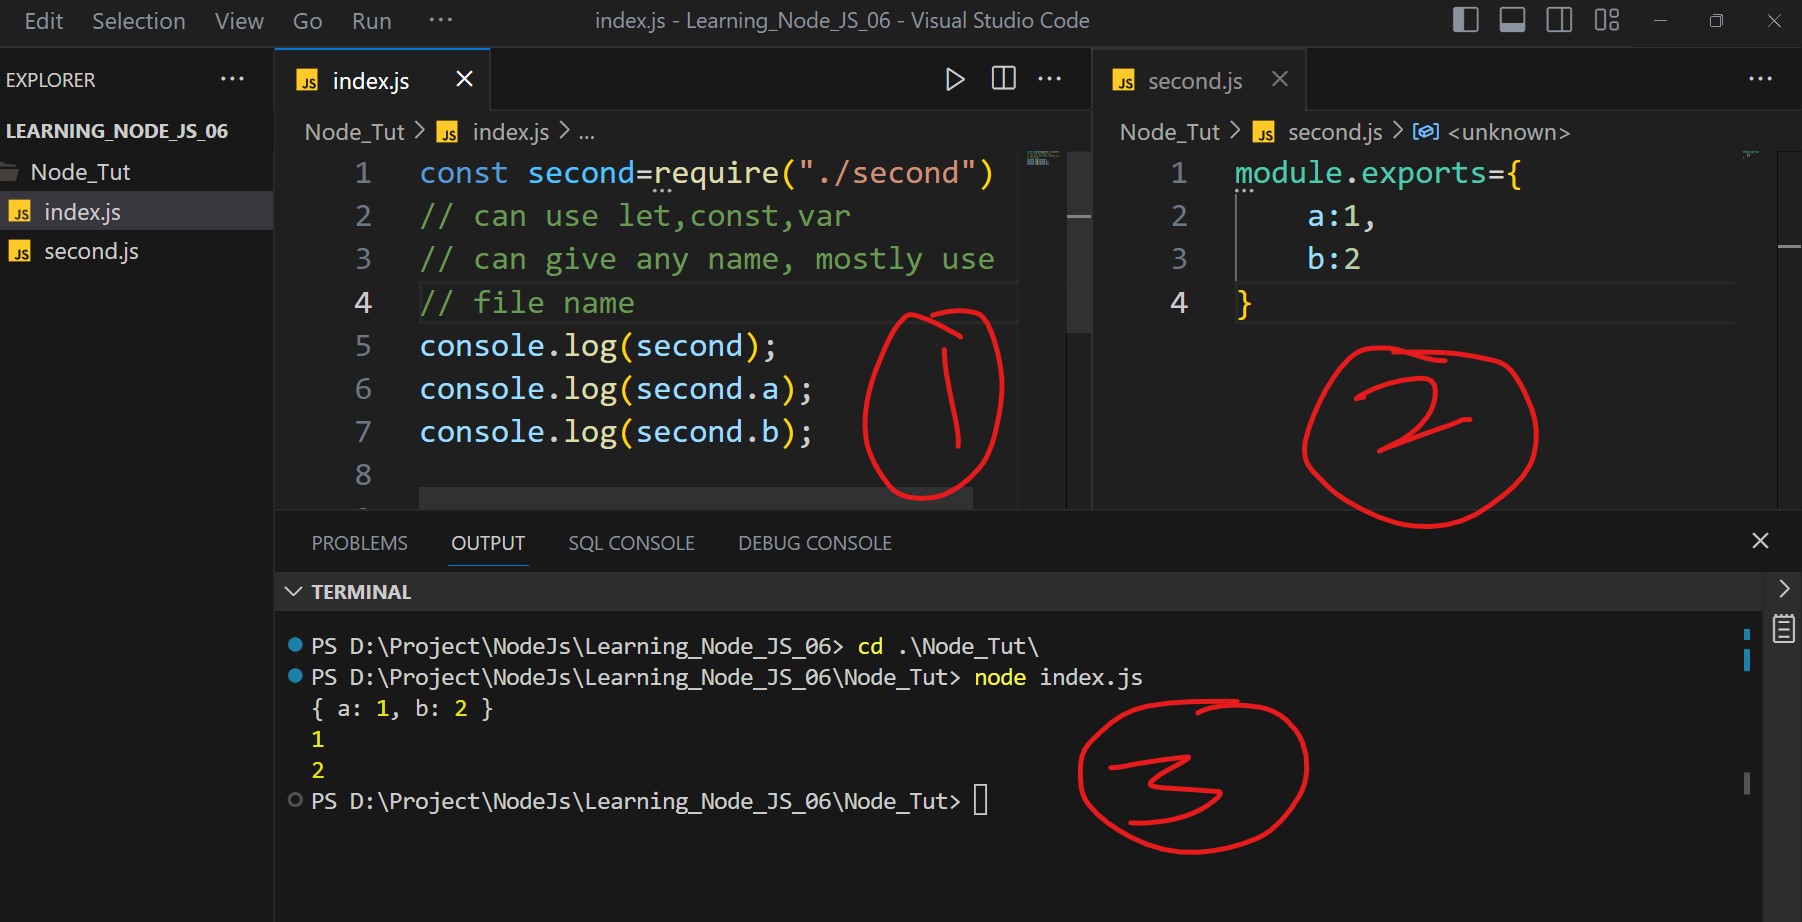 Edit Selection View Go Run ··· index.js - Learning_Node_JS_06 - Visual Studio Code
EXPLORER ···
LEARNING_NODE_JS_06
Node_Tut
JS index.js
JS second.js
JS index.js ···
Node_Tut > JS index.js > ...
1 const second=require("./second")
2 // can use let,const,var
3 // can give any name, mostly use
4 // file name
5 console.log(second);
6 console.log(second.a);
7 console.log(second.b);
8
1
JS second.js ···
Node_Tut > JS second.js > <unknown>
1 module.exports={
2 a:1,
3 b:2
4 }
2
PROBLEMS OUTPUT SQL CONSOLE DEBUG CONSOLE
TERMINAL
PS D:\Project\NodeJs\Learning_Node_JS_06> cd .\Node_Tut\
PS D:\Project\NodeJs\Learning_Node_JS_06\Node_Tut> node index.js
{ a: 1, b: 2 }
1
2
PS D:\Project\NodeJs\Learning_Node_JS_06\Node_Tut>
3